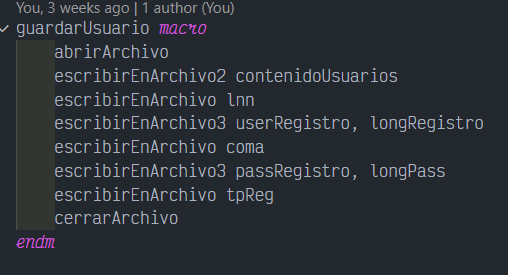 You, 3 weeks ago | 1 author (You)
guardarUsuario macro
abrirArchivo
escribirEnArchivo2 contenidoUsuarios
escribirEnArchivo lnn
escribirEnArchivo3 userRegistro, longRegistro
escribirEnArchivo coma
escribirEnArchivo3 passRegistro, longPass
escribirEnArchivo tpReg
cerrarArchivo
endm